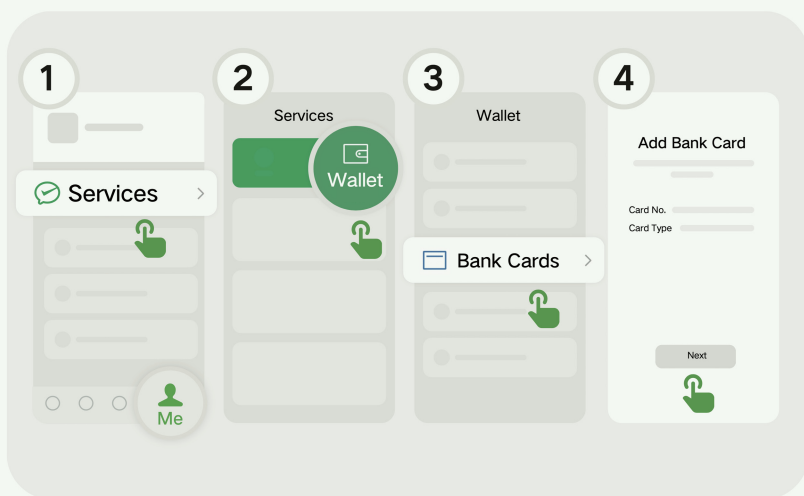 1
Services
Me
2
Services
Wallet
3
Wallet
Bank Cards
4
Add Bank Card
Card No.
Card Type
Next